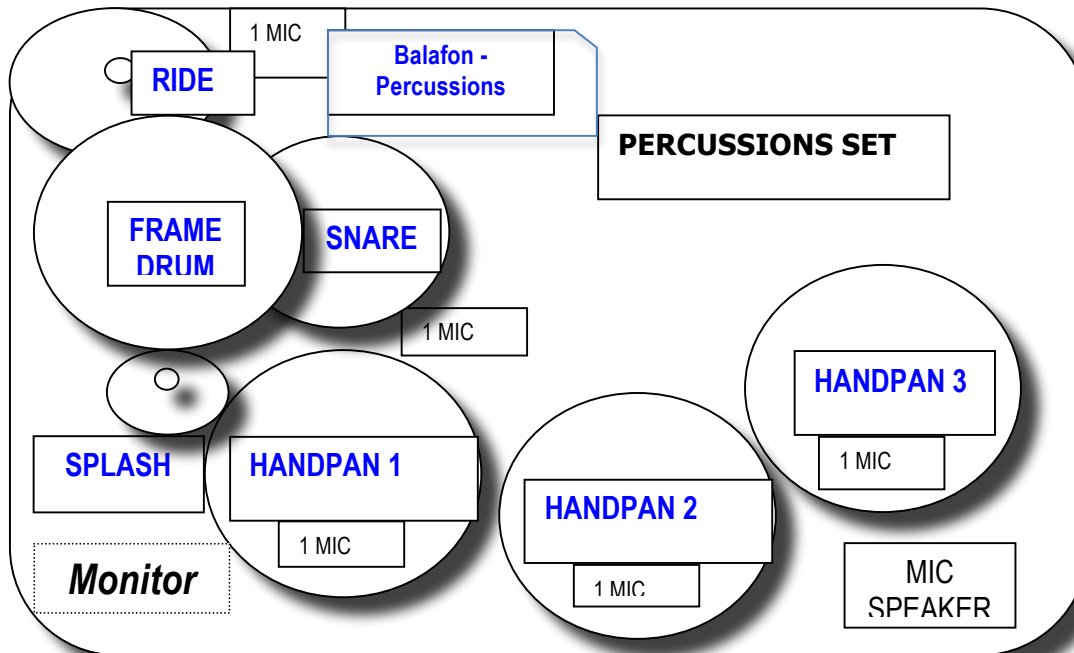 1 MIC
Balafon -
Percussions
RIDE
PERCUSSIONS SET
FRAME
DRUM
SNARE
1 MIC
HANDPAN 3
1 MIC
SPLASH
HANDPAN 1
HANDPAN 2
1 MIC
Monitor
1 MIC
MIC
SPEAKER